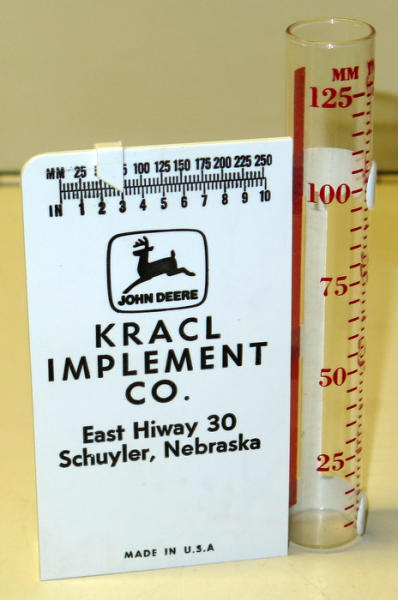 MM 25 100 125 150 175 200 225 250
IN 1 2 3 4 5 6 7 8 9 10
JOHN DEERE
KRACL
IMPLEMENT
CO.
East Hiway 30
Schuyler, Nebraska
MADE IN U.S.A
MM
125
100
75
50
25